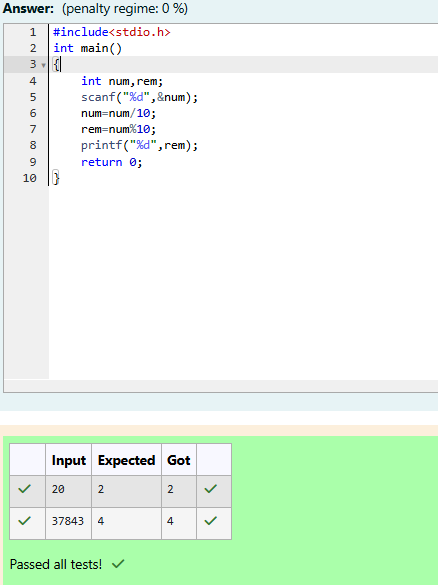 Answer: (penalty regime: 0 %)
1 #include<stdio.h>
2 int main()
3 {
4     int num,rem;
5     scanf("%d",&num);
6     num=num/10;
7     rem=num%10;
8     printf("%d",rem);
9     return 0;
10 }
Input Expected Got
20 2 2
37843 4 4
Passed all tests!